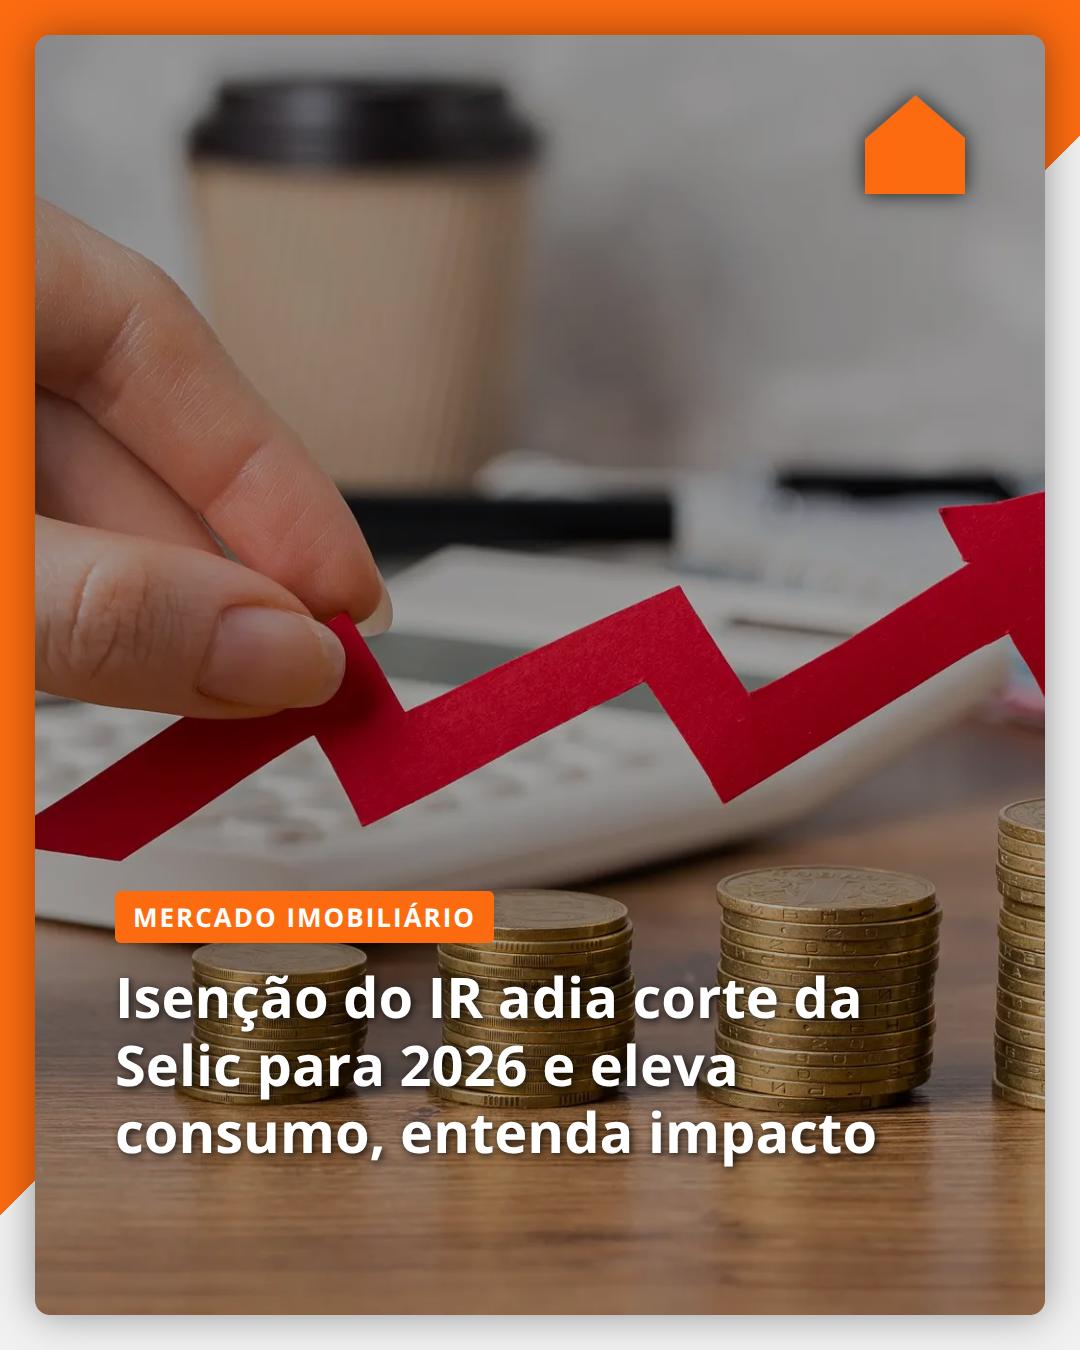 MERCADO IMOBILIÁRIO
Isenção do IR adia corte da
Selic para 2026 e eleva
consumo, entenda impacto